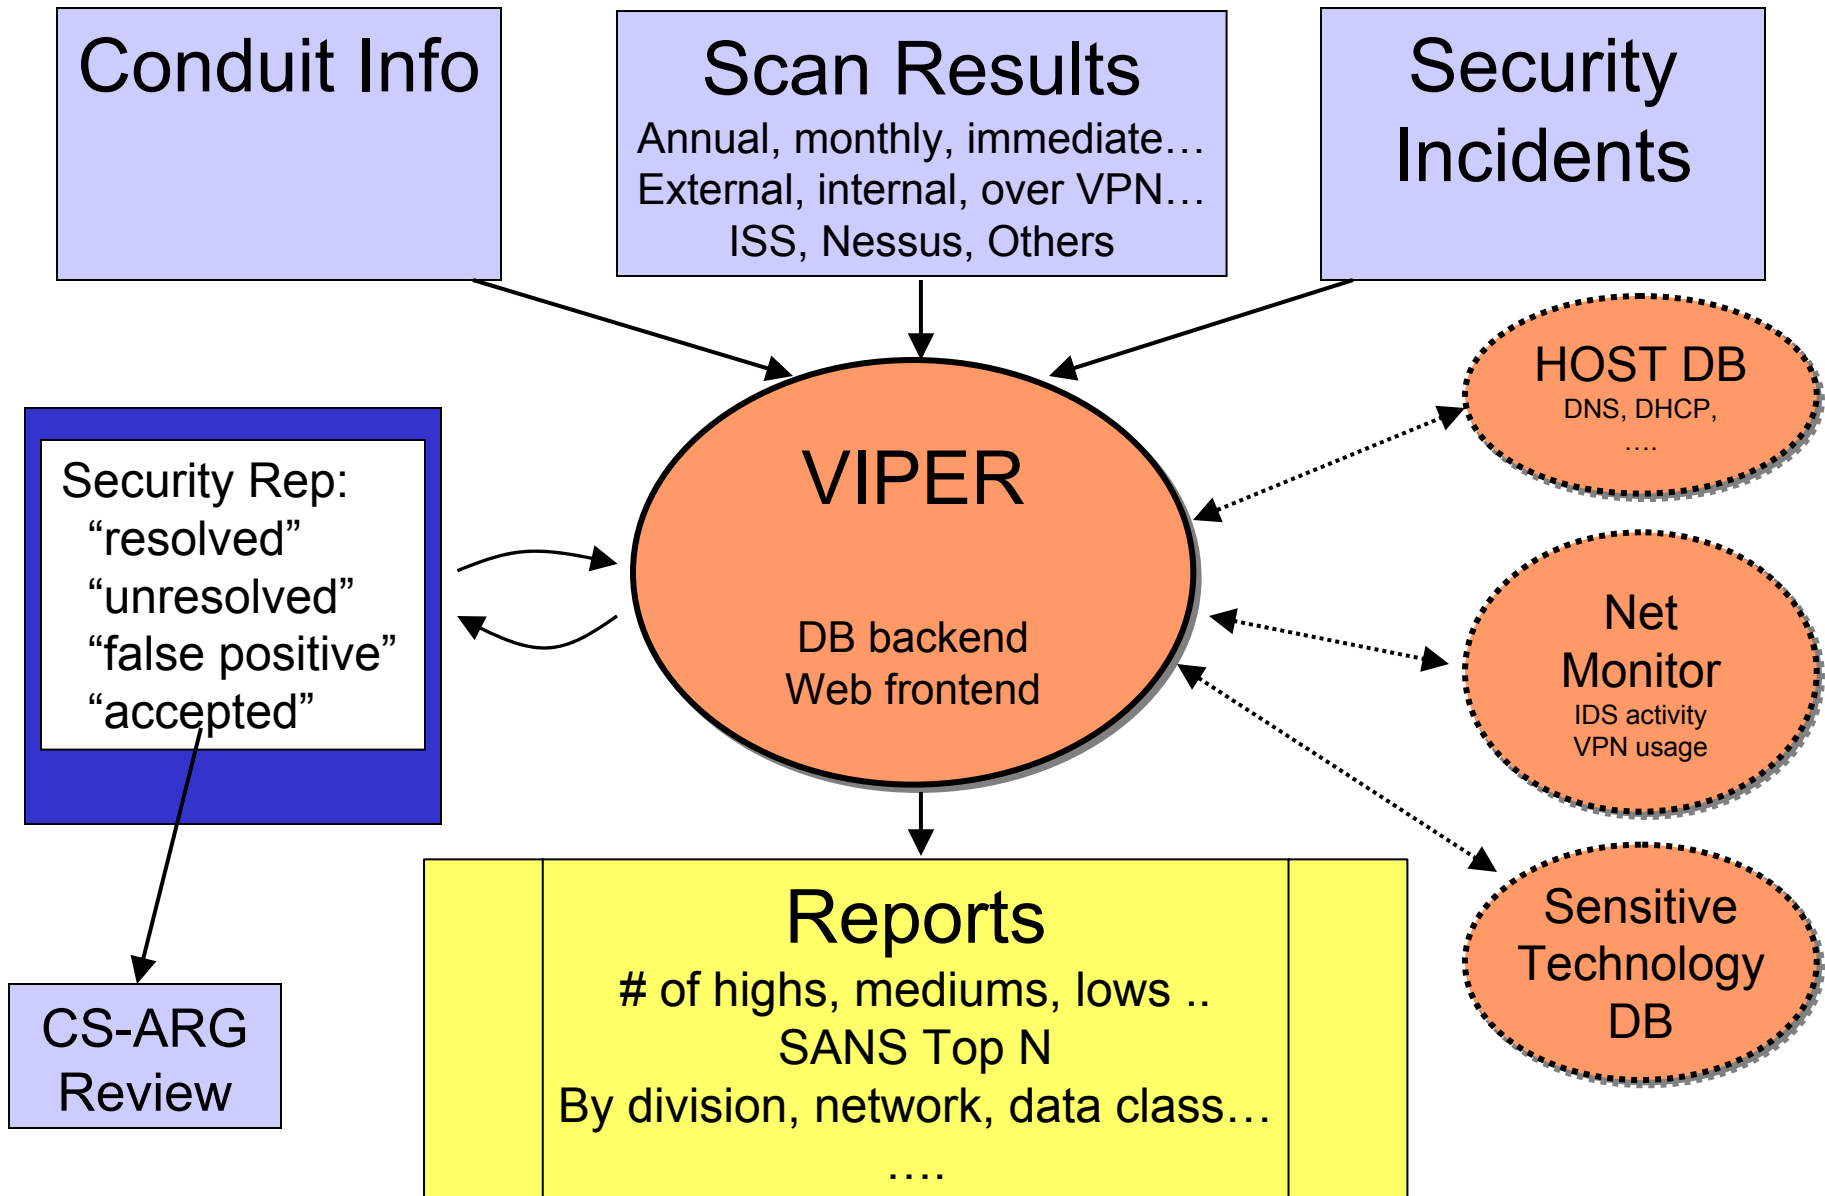 Conduit Info
Scan Results
Annual, monthly, immediate…
External, internal, over VPN…
ISS, Nessus, Others
Security
Incidents
HOST DB
DNS, DHCP,
….
VIPER
DB backend
Web frontend
Security Rep:
“resolved”
“unresolved”
“false positive”
“accepted”
Net
Monitor
IDS activity
VPN usage
Sensitive
Technology
DB
CS-ARG
Review
Reports
# of highs, mediums, lows ..
SANS Top N
By division, network, data class…
….